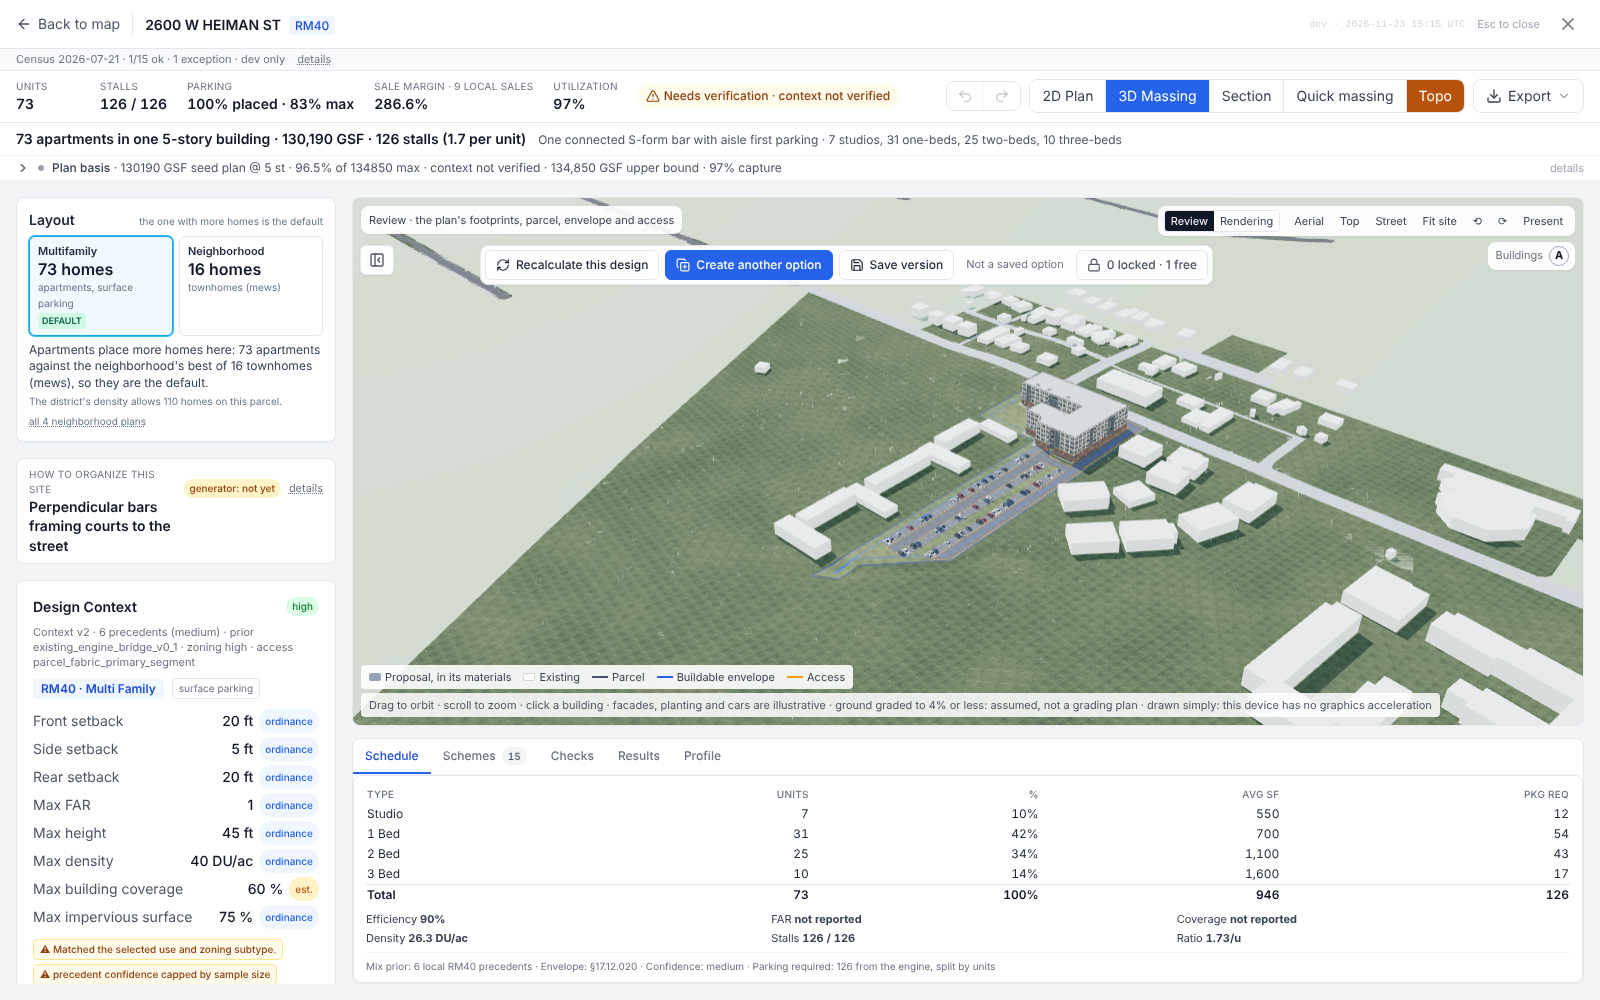 Back to map
2600 W HEIMAN ST RM40
dev · 2026-11-23 15:15 UTC Esc to close
Census 2026-07-21 · 1/15 ok · 1 exception · dev only details
UNITS
73
STALLS
126 / 126
PARKING
100% placed · 83% max
SALE MARGIN · 9 LOCAL SALES
286.6%
UTILIZATION
97%
Needs verification · context not verified
2D Plan 3D Massing Section Quick massing Topo Export
73 apartments in one 5-story building · 130,190 GSF · 126 stalls (1.7 per unit) One connected S-form bar with aisle first parking · 7 studios, 31 one-beds, 25 two-beds, 10 three-beds
Plan basis · 130190 GSF seed plan @ 5 st · 96.5% of 134850 max · context not verified · 134,850 GSF upper bound · 97% capture details
Layout the one with more homes is the default
Multifamily
73 homes
apartments, surface
parking
DEFAULT
Neighborhood
16 homes
townhomes (mews)
Apartments place more homes here: 73 apartments
against the neighborhood's best of 16 townhomes
(mews), so they are the default.
The district's density allows 110 homes on this parcel.
all 4 neighborhood plans
HOW TO ORGANIZE THIS
SITE
generator: not yet details
Perpendicular bars
framing courts to the
street
Design Context high
Context v2 · 6 precedents (medium) · prior
existing_engine_bridge_v0_1 · zoning high · access
parcel_fabric_primary_segment
RM40 · Multi Family surface parking
Front setback 20 ft ordinance
Side setback 5 ft ordinance
Rear setback 20 ft ordinance
Max FAR 1 ordinance
Max height 45 ft ordinance
Max density 40 DU/ac ordinance
Max building coverage 60 % est.
Max impervious surface 75 % ordinance
Matched the selected use and zoning subtype.
precedent confidence capped by sample size
Review · the plan's footprints, parcel, envelope and access
Review Rendering Aerial Top Street Fit site ⟲ ⟳ Present
Recalculate this design Create another option Save version Not a saved option 0 locked · 1 free
Buildings A
Proposal, in its materials Existing Parcel Buildable envelope Access
Drag to orbit · scroll to zoom · click a building · facades, planting and cars are illustrative · ground graded to 4% or less: assumed, not a grading plan · drawn simply: this device has no graphics acceleration
Schedule Schemes 15 Checks Results Profile
TYPE UNITS % AVG SF PKG REQ
Studio 7 10% 550 12
1 Bed 31 42% 700 54
2 Bed 25 34% 1,100 43
3 Bed 10 14% 1,600 17
Total 73 100% 946 126
Efficiency 90% FAR not reported Coverage not reported
Density 26.3 DU/ac Stalls 126 / 126 Ratio 1.73/u
Mix prior: 6 local RM40 precedents · Envelope: §17.12.020 · Confidence: medium · Parking required: 126 from the engine, split by units